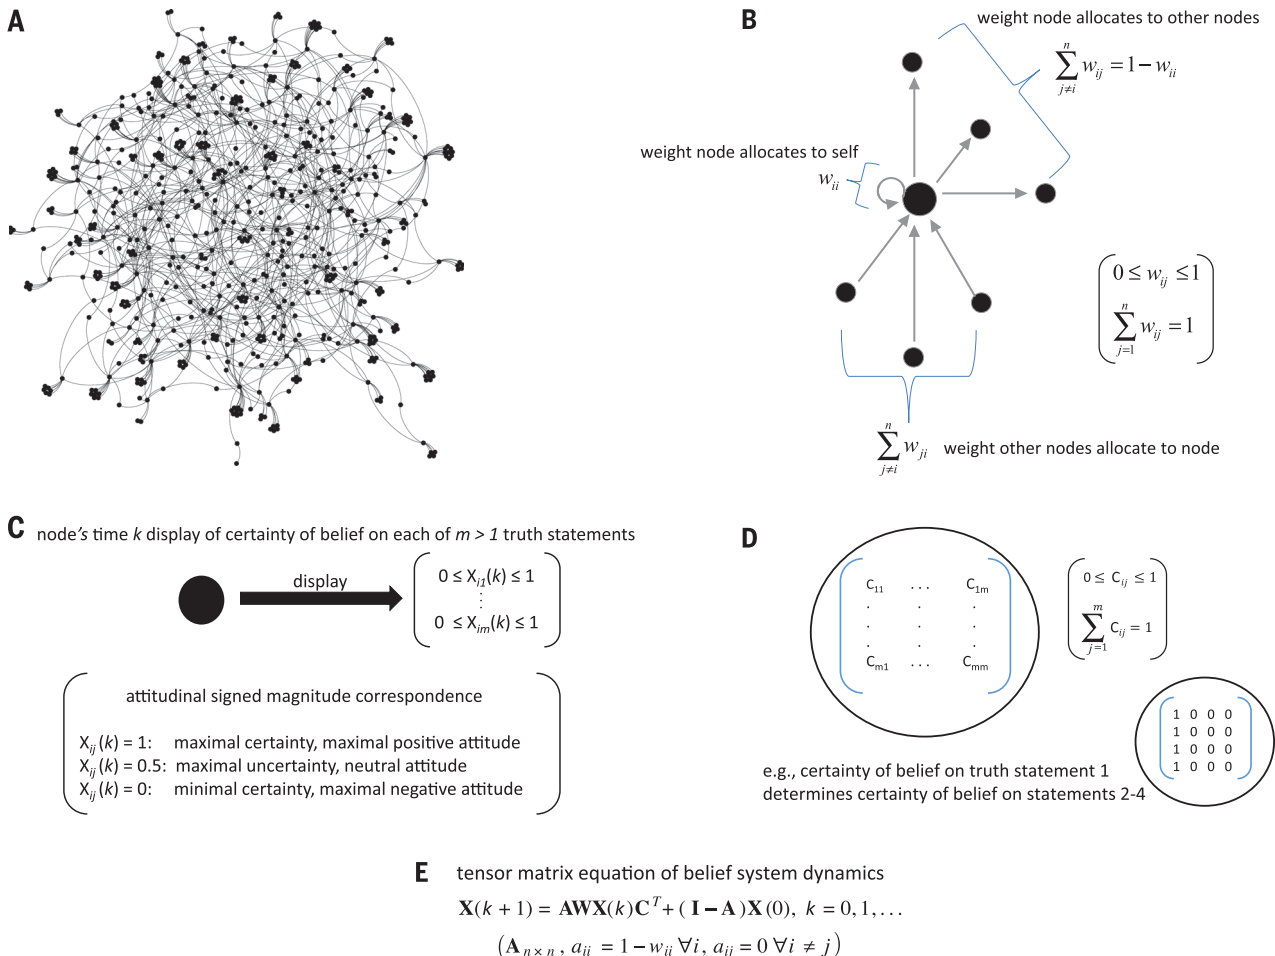 A
B
weight node allocates to other nodes
n
∑ w_ij = 1 − w_ii
j≠i
weight node allocates to self
w_ii
0 ≤ w_ij ≤ 1
n
∑ w_ij = 1
j=1
n
∑ w_ji weight other nodes allocate to node
j≠i
C node's time k display of certainty of belief on each of m > 1 truth statements
display
0 ≤ X_i1(k) ≤ 1
⋮
0 ≤ X_im(k) ≤ 1
attitudinal signed magnitude correspondence
X_ij(k) = 1: maximal certainty, maximal positive attitude
X_ij(k) = 0.5: maximal uncertainty, neutral attitude
X_ij(k) = 0: minimal certainty, maximal negative attitude
D
C_11 . . . C_1m
. . .
. . .
. . .
C_m1 . . . C_mm
0 ≤ C_ij ≤ 1
m
∑ C_ij = 1
j=1
1 0 0 0
1 0 0 0
1 0 0 0
1 0 0 0
e.g., certainty of belief on truth statement 1
determines certainty of belief on statements 2-4
E tensor matrix equation of belief system dynamics
X(k + 1) = AWX(k)C^T + (I − A)X(0), k = 0, 1, . . .
(A_n×n, a_ii = 1 − w_ii ∀i, a_ij = 0 ∀i ≠ j)